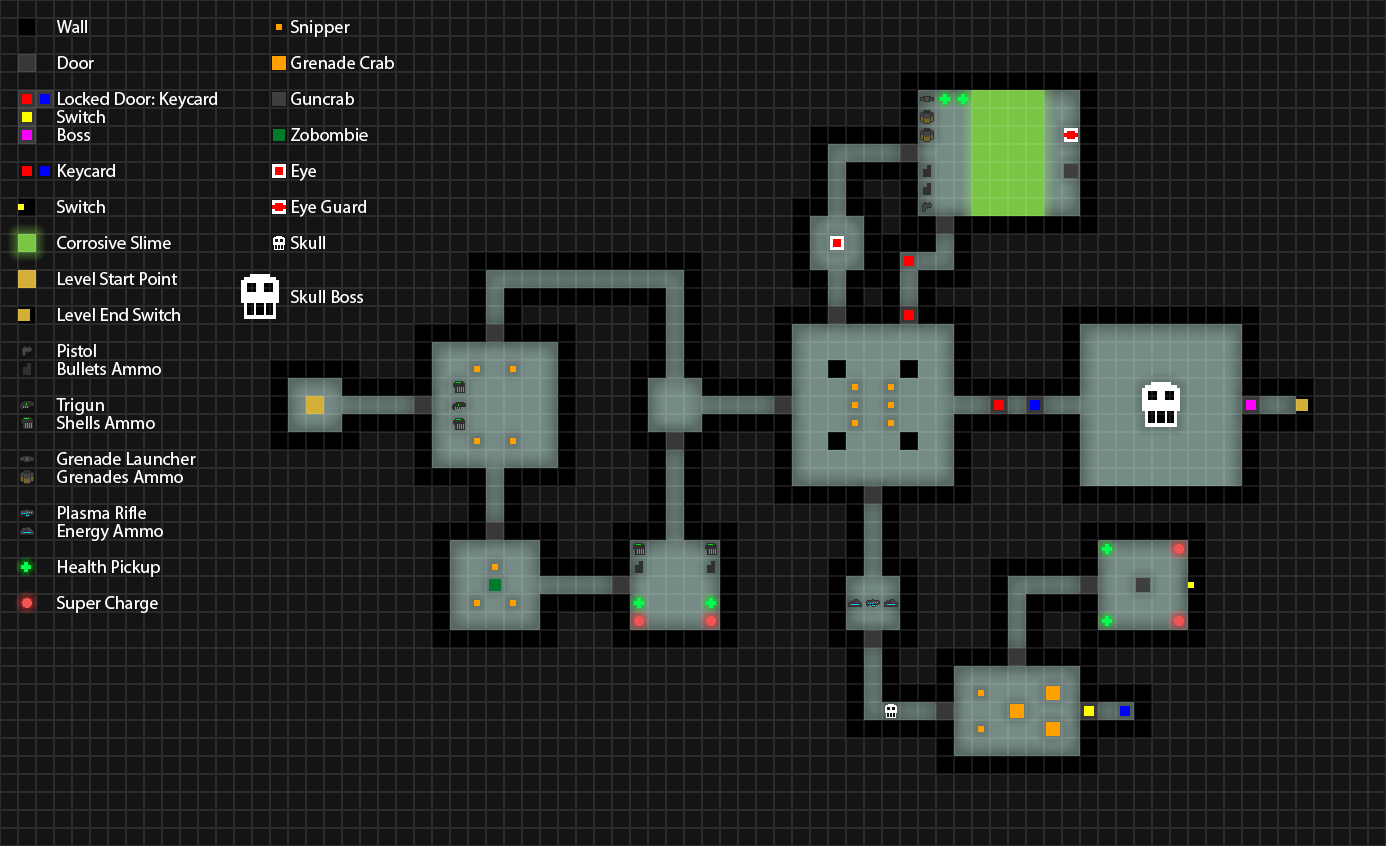 Wall
Door
Locked Door: Keycard
Switch
Boss
Keycard
Switch
Corrosive Slime
Level Start Point
Level End Switch
Pistol
Bullets Ammo
Trigun
Shells Ammo
Grenade Launcher
Grenades Ammo
Plasma Rifle
Energy Ammo
Health Pickup
Super Charge
Snipper
Grenade Crab
Guncrab
Zobombie
Eye
Eye Guard
Skull
Skull Boss